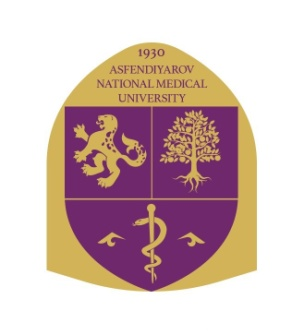 1930
ASFENDIYAROV
NATIONAL MEDICAL
UNIVERSITY